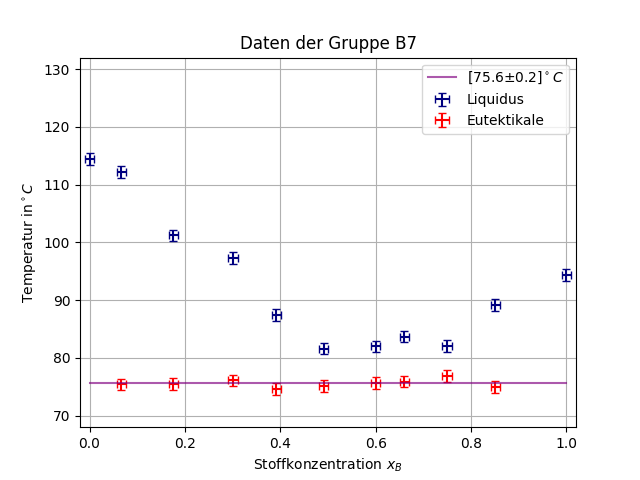 Daten der Gruppe B7
[75.6±0.2]°C
Liquidus
Eutektikale
Temperatur in°C
130
120
110
100
90
80
70
0.0 0.2 0.4 0.6 0.8 1.0
Stoffkonzentration x_B